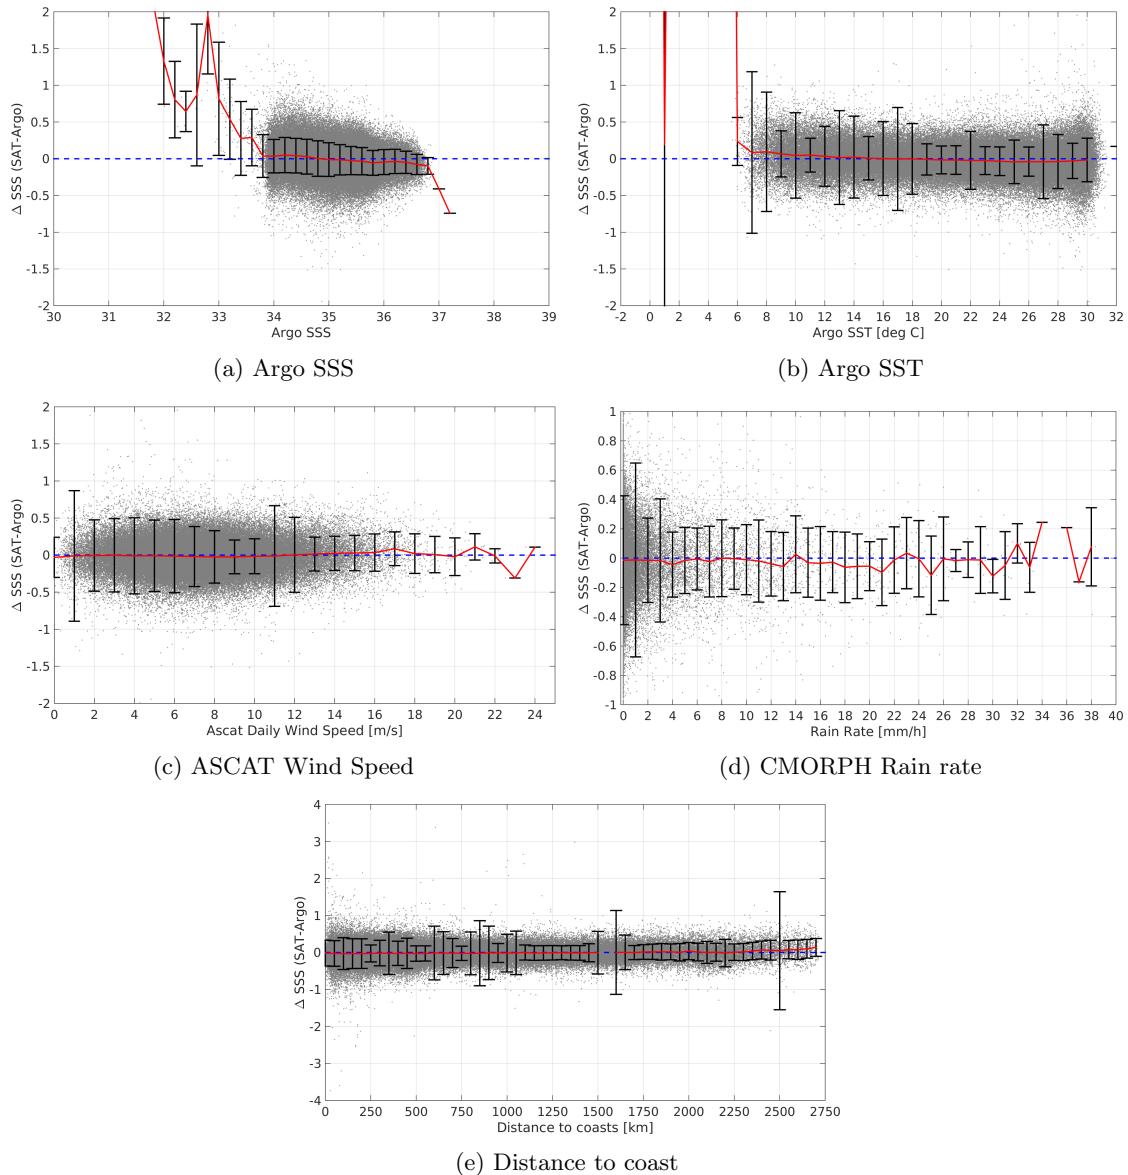 2
1.5
1
0.5
0
-0.5
-1
-1.5
-2
Δ SSS (SAT-Argo)
30 31 32 33 34 35 36 37 38 39
Argo SSS
(a) Argo SSS
2
1.5
1
0.5
0
-0.5
-1
-1.5
-2
Δ SSS (SAT-Argo)
-2 0 2 4 6 8 10 12 14 16 18 20 22 24 26 28 30 32
Argo SST [deg C]
(b) Argo SST
2
1.5
1
0.5
0
-0.5
-1
-1.5
-2
Δ SSS (SAT-Argo)
0 2 4 6 8 10 12 14 16 18 20 22 24
Ascat Daily Wind Speed [m/s]
(c) ASCAT Wind Speed
1
0.8
0.6
0.4
0.2
0
-0.2
-0.4
-0.6
-0.8
-1
Δ SSS (SAT-Argo)
0 2 4 6 8 10 12 14 16 18 20 22 24 26 28 30 32 34 36 38 40
Rain Rate [mm/h]
(d) CMORPH Rain rate
4
3
2
1
0
-1
-2
-3
-4
Δ SSS (SAT-Argo)
0 250 500 750 1000 1250 1500 1750 2000 2250 2500 2750
Distance to coasts [km]
(e) Distance to coast